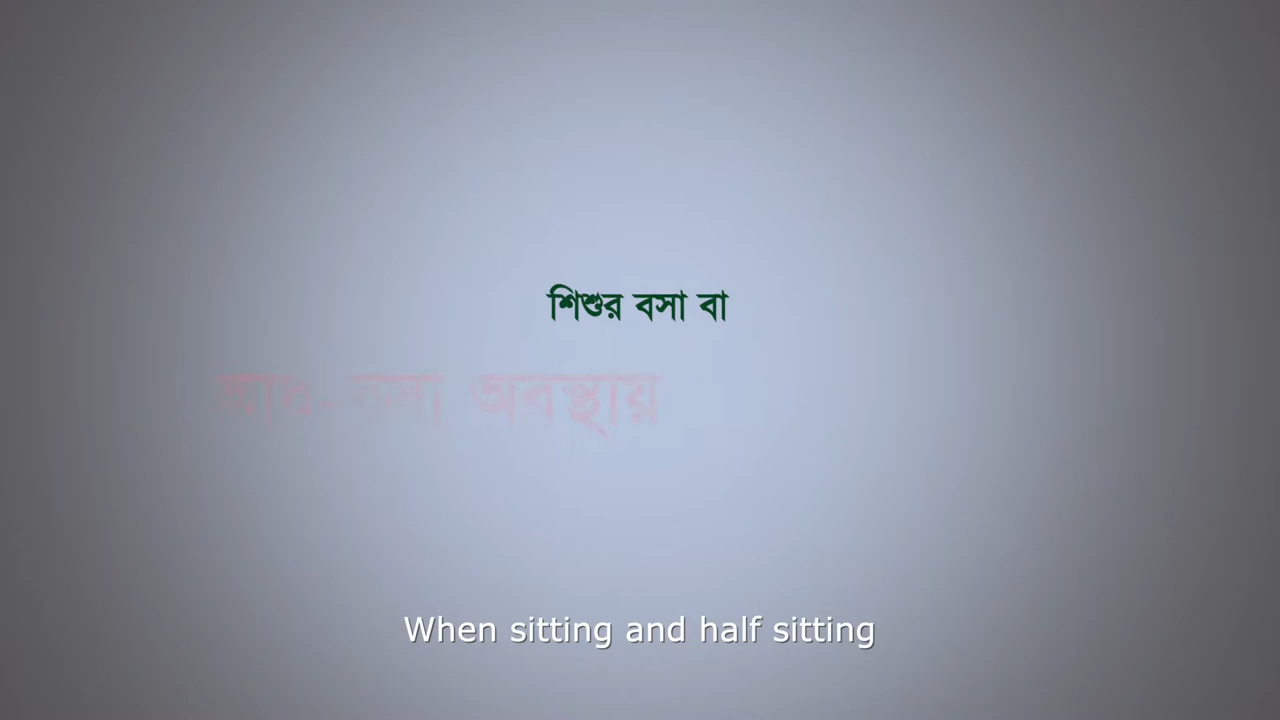 শিশুর বসা বা
আধ-বসা অবস্থায়
When sitting and half sitting